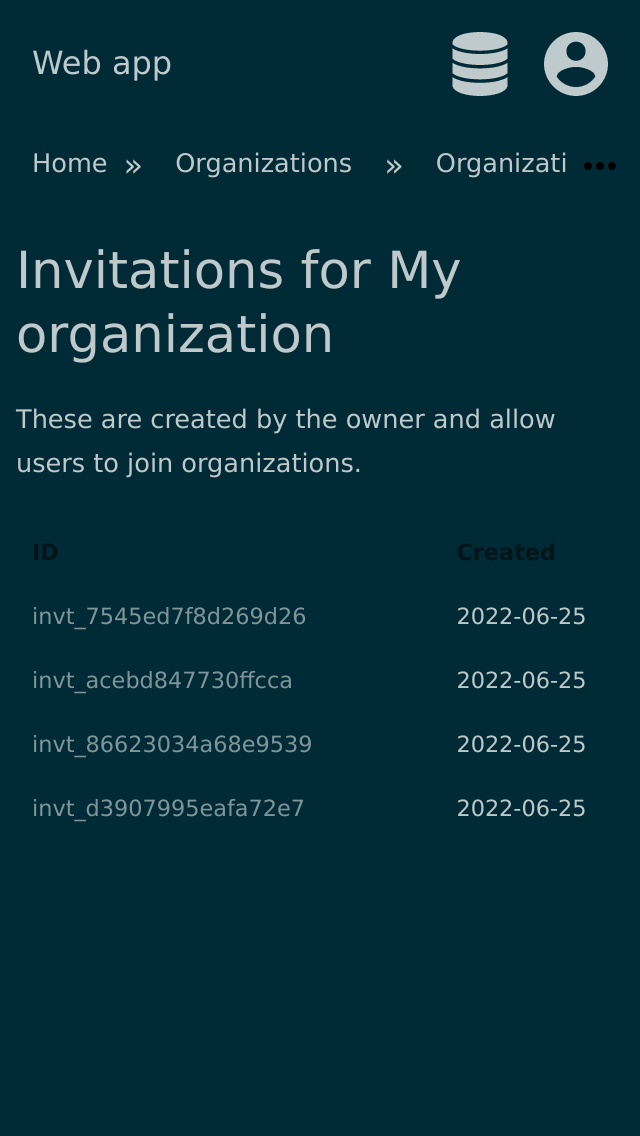 Web app
Home » Organizations » Organizati •••
Invitations for My
organization
These are created by the owner and allow
users to join organizations.
ID Created
invt_7545ed7f8d269d26 2022-06-25
invt_acebd847730ffcca 2022-06-25
invt_86623034a68e9539 2022-06-25
invt_d3907995eafa72e7 2022-06-25